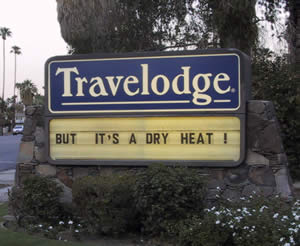 Travelodge®
BUT IT'S A DRY HEAT !